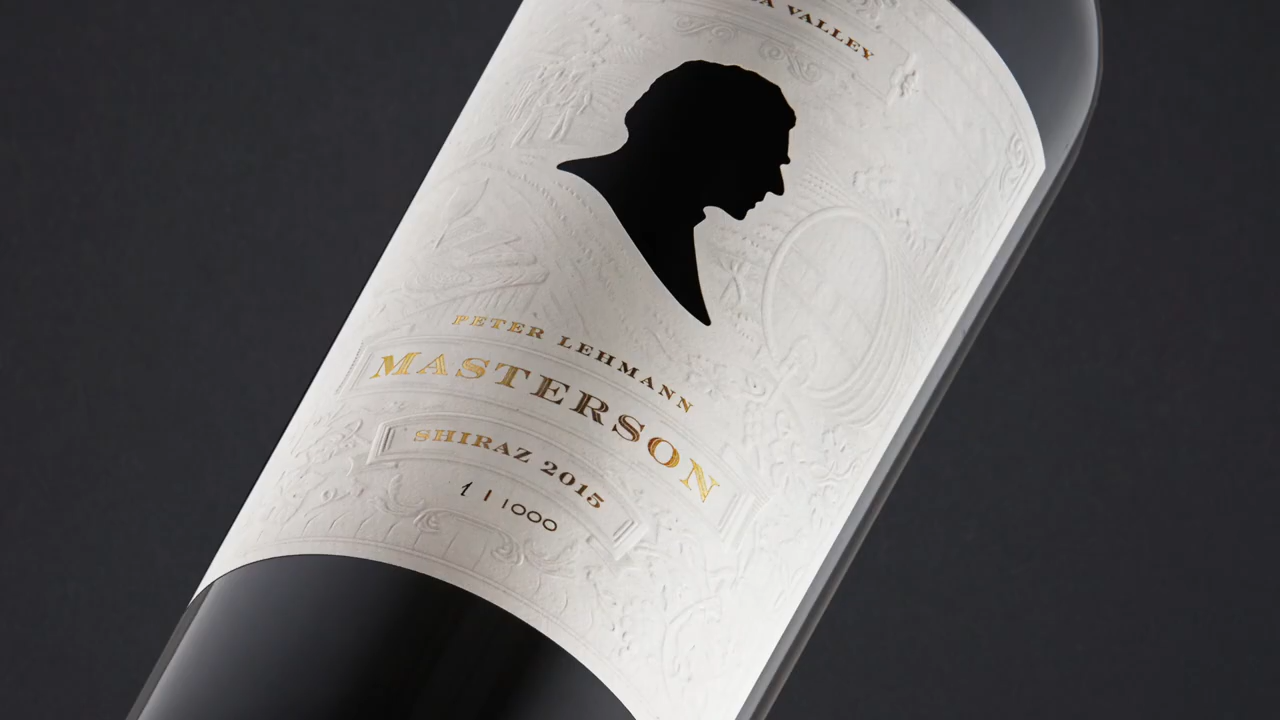 VALLEY
PETER LEHMANN
MASTERSON
SHIRAZ 2015
1 | 1000